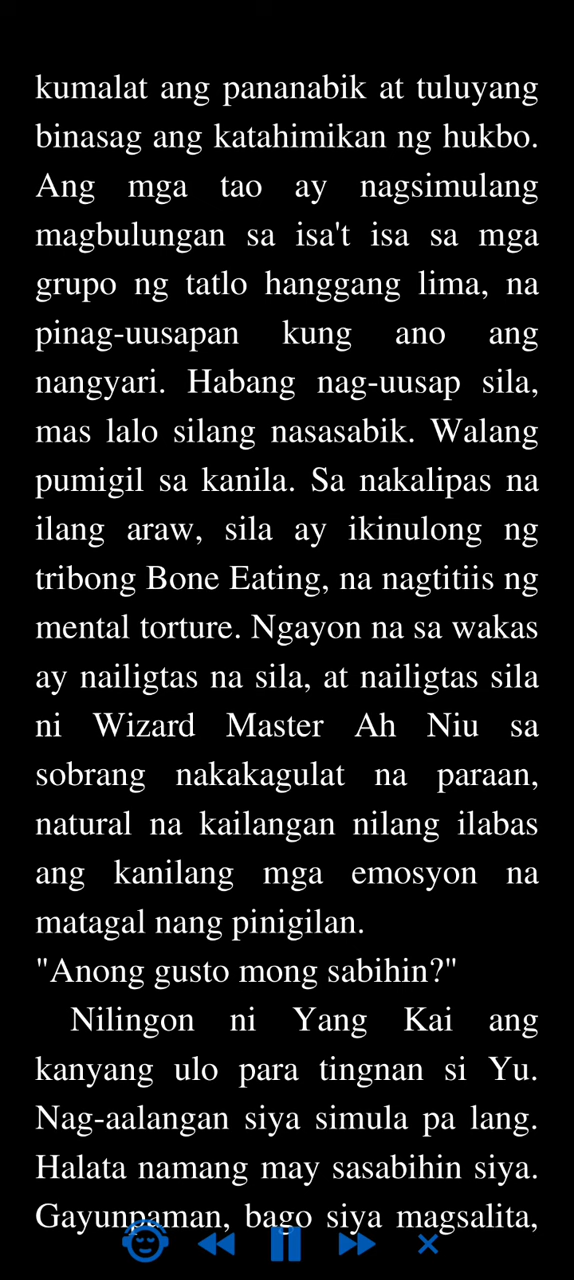 kumalat ang pananabik at tuluyang
binasag ang katahimikan ng hukbo.
Ang mga tao ay nagsimulang
magbulungan sa isa't isa sa mga
grupo ng tatlo hanggang lima, na
pinag-uusapan kung ano ang
nangyari. Habang nag-uusap sila,
mas lalo silang nasasabik. Walang
pumigil sa kanila. Sa nakalipas na
ilang araw, sila ay ikinulong ng
tribong Bone Eating, na nagtitiis ng
mental torture. Ngayon na sa wakas
ay nailigtas na sila, at nailigtas sila
ni Wizard Master Ah Niu sa
sobrang nakakagulat na paraan,
natural na kailangan nilang ilabas
ang kanilang mga emosyon na
matagal nang pinigilan.
"Anong gusto mong sabihin?"
Nilingon ni Yang Kai ang
kanyang ulo para tingnan si Yu.
Nag-aalangan siya simula pa lang.
Halata namang may sasabihin siya.
Gayunpaman, bago siya magsalita,